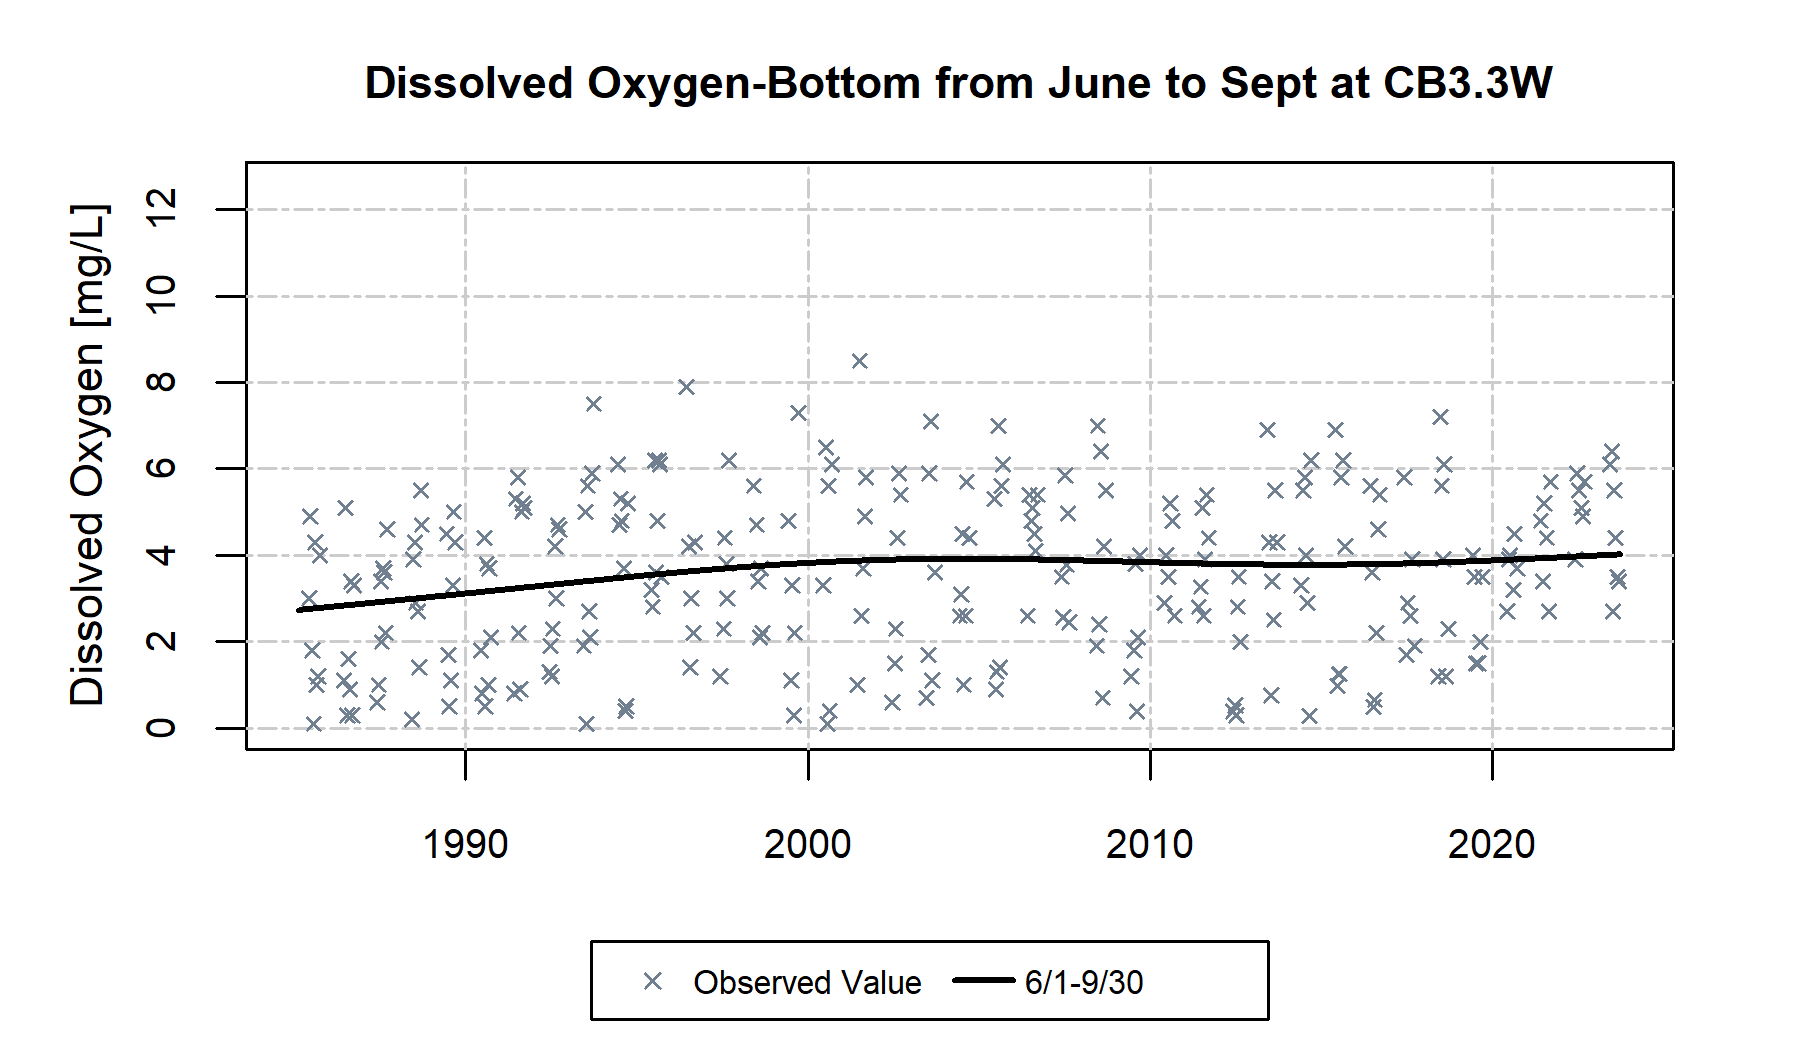 Dissolved Oxygen-Bottom from June to Sept at CB3.3W
Dissolved Oxygen [mg/L]
12
10
8
6
4
2
0
1990 2000 2010 2020
Observed Value 6/1-9/30